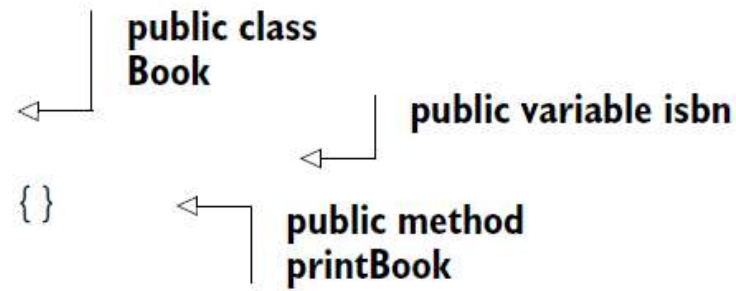 public class
Book
public variable isbn
{ }
public method
printBook